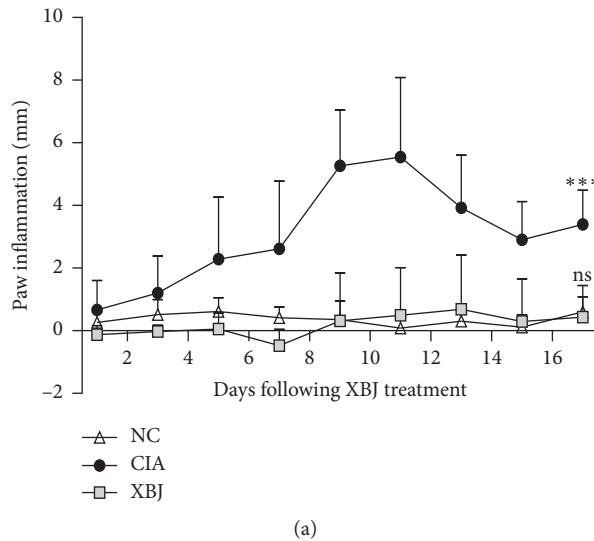 10
8
6
4
2
0
−2
Paw inflammation (mm)
***
ns
2 4 6 8 10 12 14 16
Days following XBJ treatment
NC
CIA
XBJ
(a)